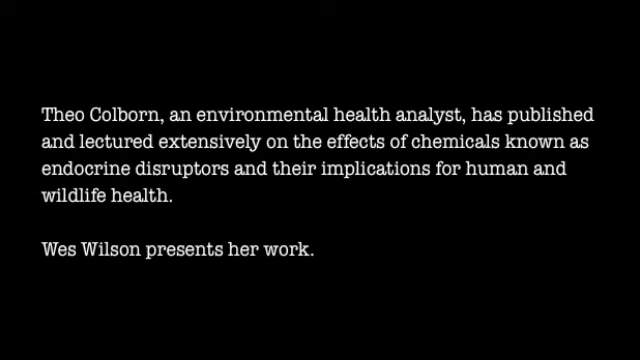 Theo Colborn, an environmental health analyst, has published
and lectured extensively on the effects of chemicals known as
endocrine disruptors and their implications for human and
wildlife health.
Wes Wilson presents her work.